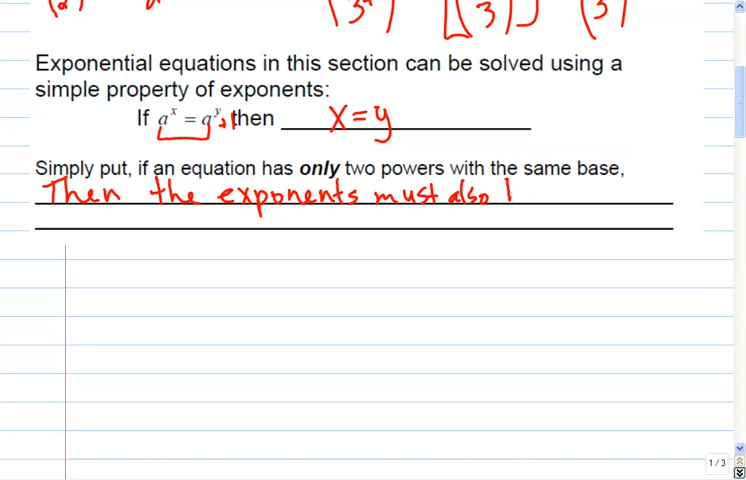 Exponential equations in this section can be solved using a
simple property of exponents:
If a^x = a^y, then x = y
Simply put, if an equation has only two powers with the same base,
Then the exponents must also
1 / 3